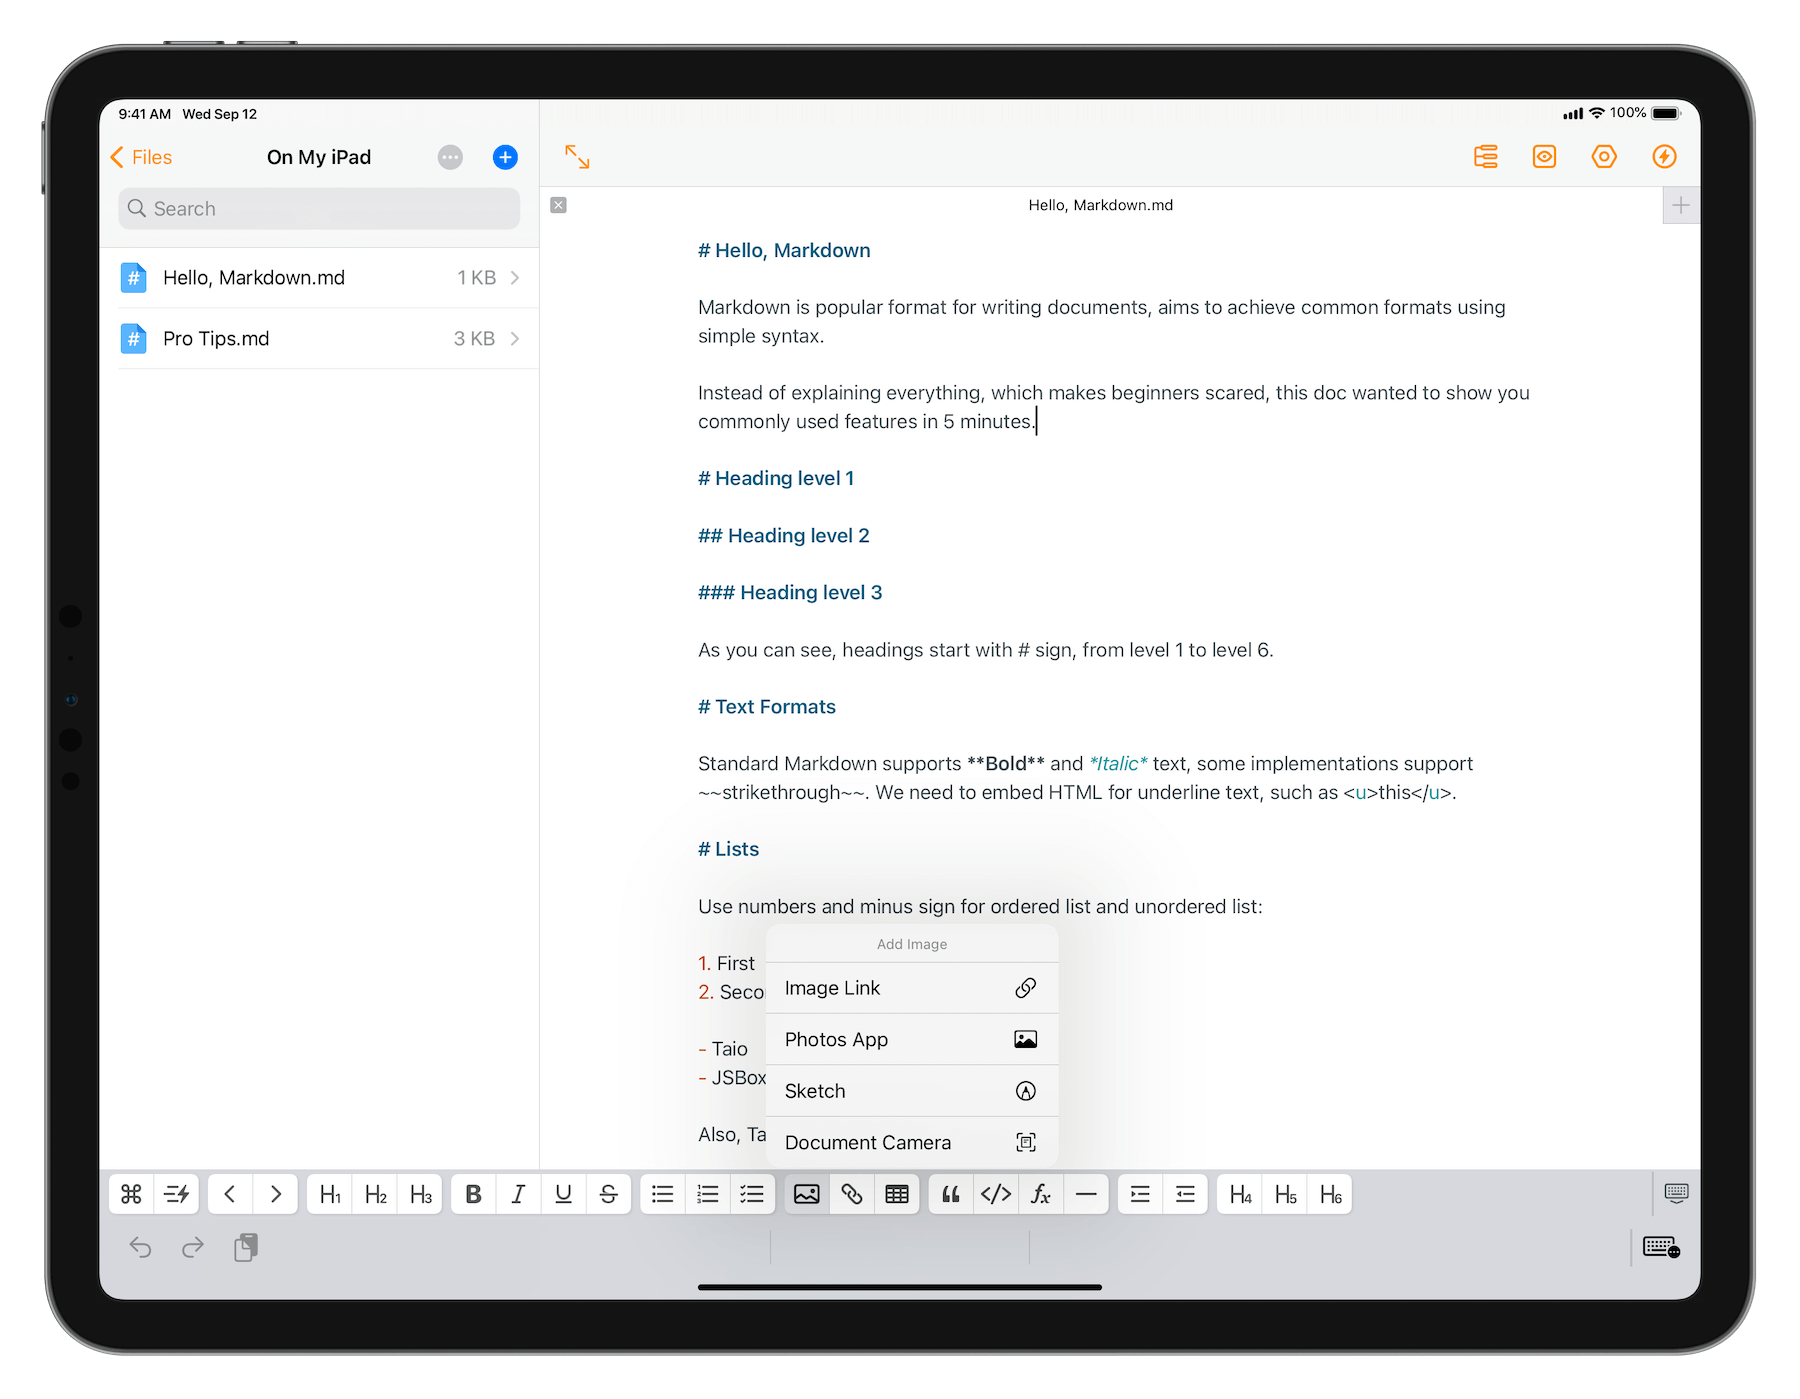 9:41 AM Wed Sep 12
100%
Files
On My iPad
Search
Hello, Markdown.md 1 KB
Pro Tips.md 3 KB
Hello, Markdown.md
# Hello, Markdown
Markdown is popular format for writing documents, aims to achieve common formats using
simple syntax.
Instead of explaining everything, which makes beginners scared, this doc wanted to show you
commonly used features in 5 minutes.
# Heading level 1
## Heading level 2
### Heading level 3
As you can see, headings start with # sign, from level 1 to level 6.
# Text Formats
Standard Markdown supports **Bold** and *Italic* text, some implementations support
~~strikethrough~~. We need to embed HTML for underline text, such as <u>this</u>.
# Lists
Use numbers and minus sign for ordered list and unordered list:
1. First
2. Seco
- Taio
- JSBox
Also, Ta
Add Image
Image Link
Photos App
Sketch
Document Camera
H1 H2 H3 B I U S </> fx H4 H5 H6